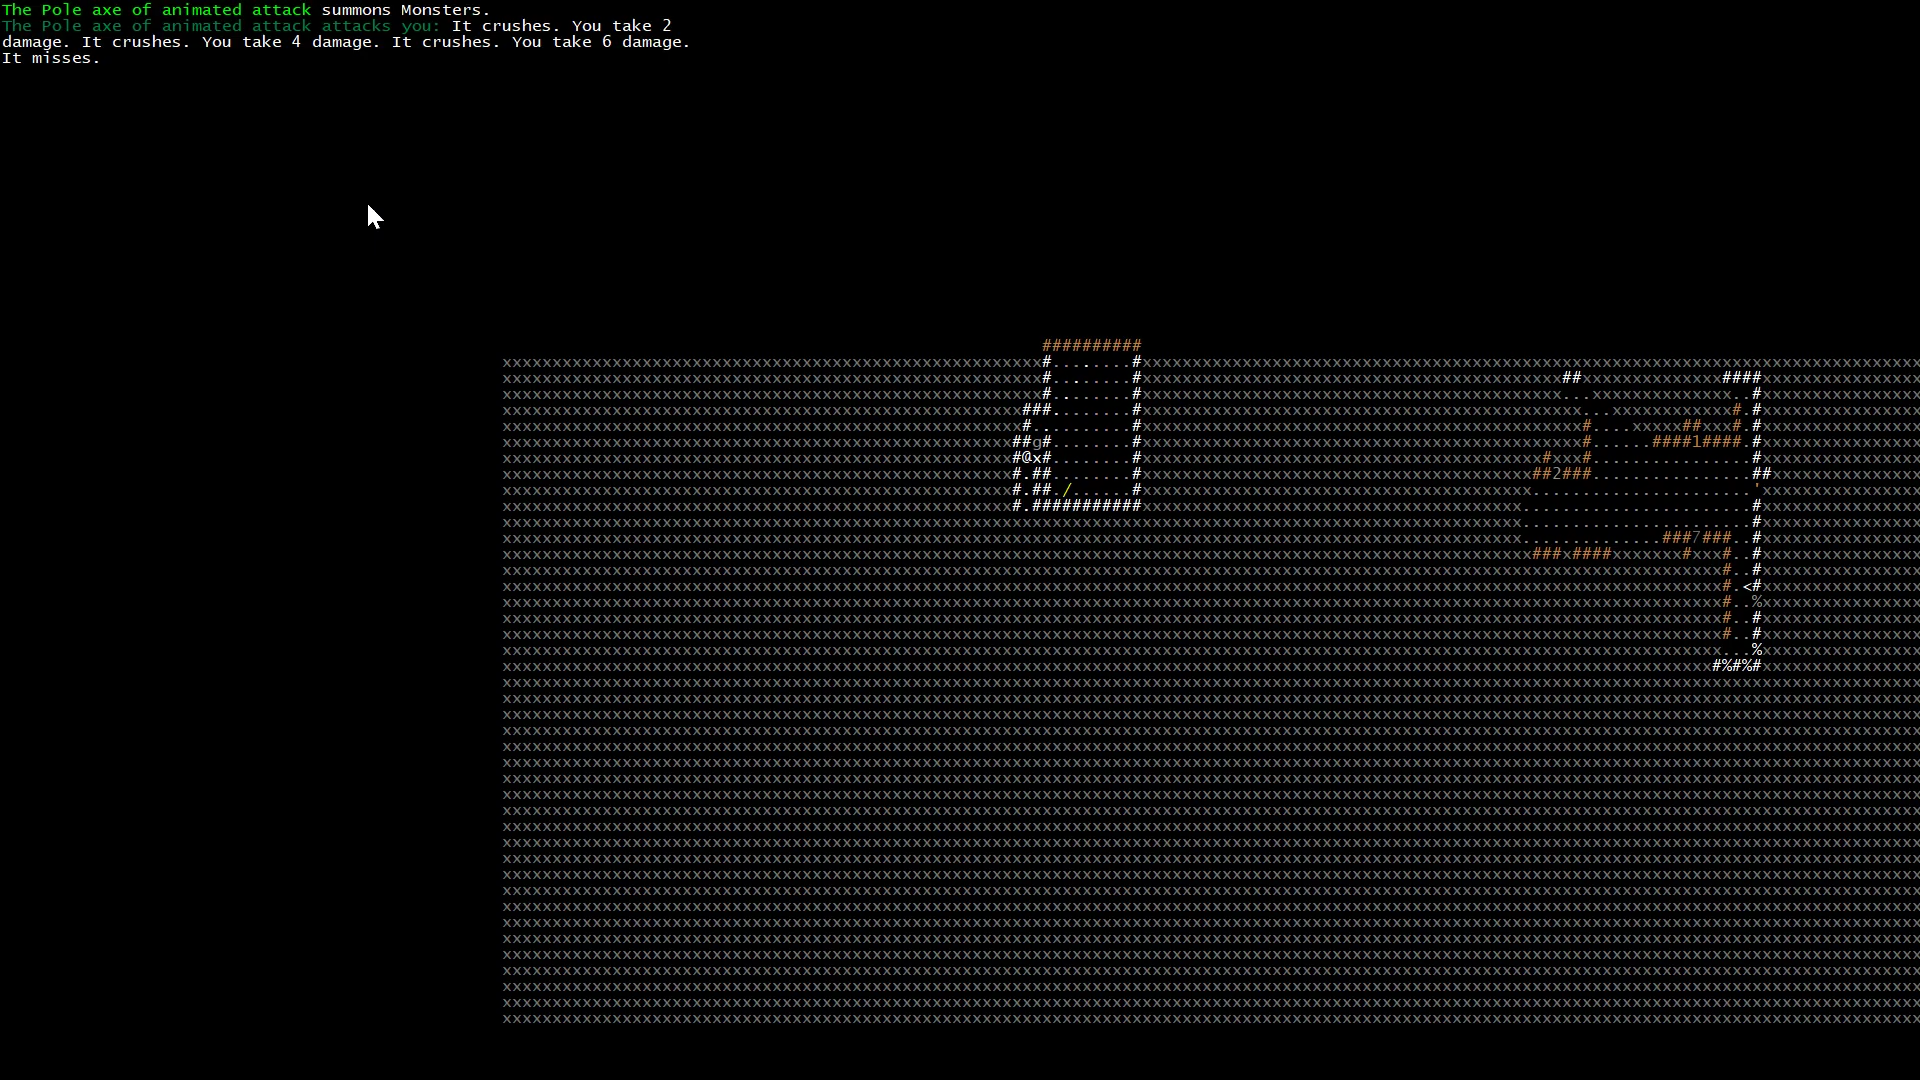 The Pole axe of animated attack summons Monsters.
The Pole axe of animated attack attacks you: It crushes. You take 2
damage. It crushes. You take 4 damage. It crushes. You take 6 damage.
It misses.